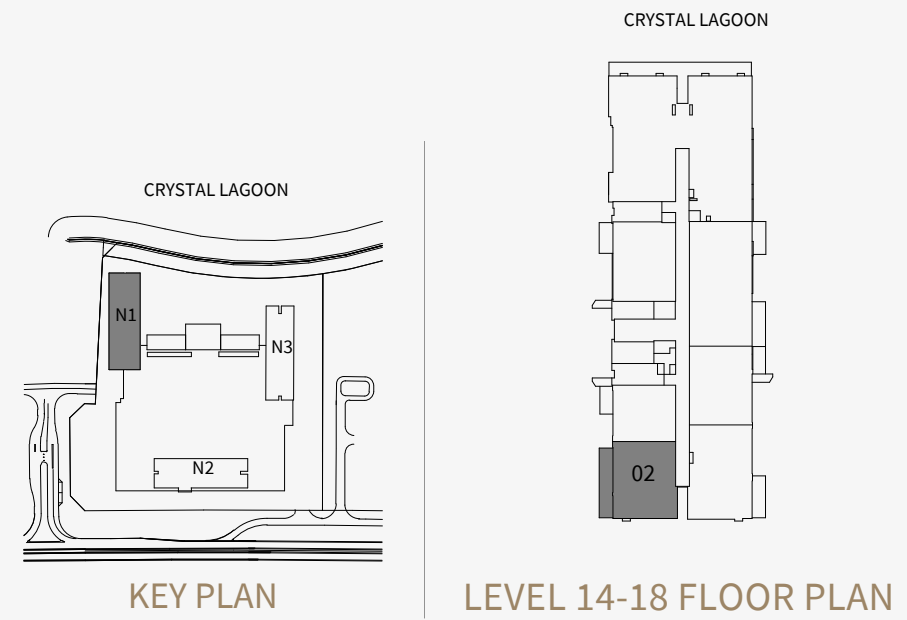 CRYSTAL LAGOON
N1
N3
N2
KEY PLAN
CRYSTAL LAGOON
02
LEVEL 14-18 FLOOR PLAN